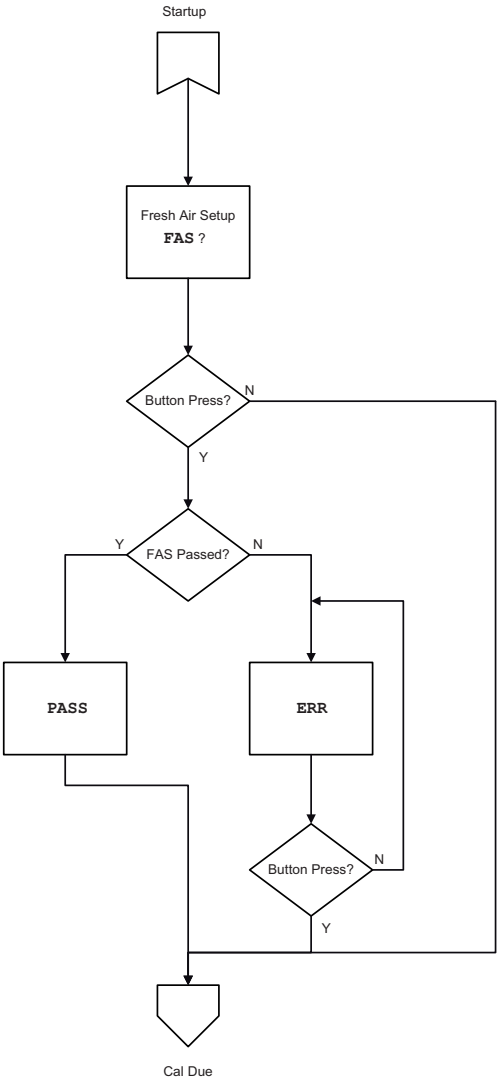 Startup
Fresh Air Setup
FAS ?
Button Press?
N
Y
FAS Passed?
Y
N
PASS
ERR
Button Press?
N
Y
Cal Due